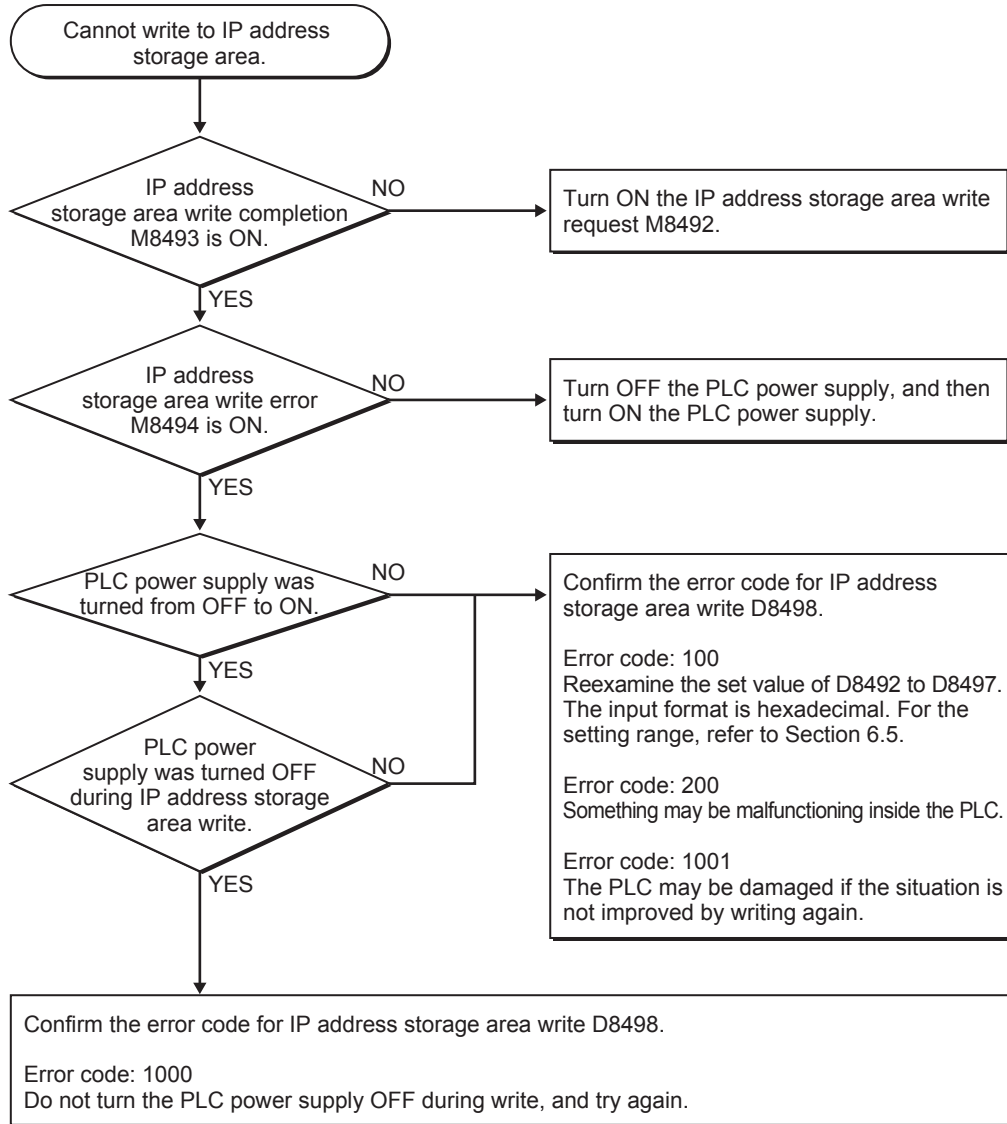 Cannot write to IP address
storage area.
IP address
storage area write completion
M8493 is ON.
NO
Turn ON the IP address storage area write
request M8492.
YES
IP address
storage area write error
M8494 is ON.
NO
Turn OFF the PLC power supply, and then
turn ON the PLC power supply.
YES
PLC power supply was
turned from OFF to ON.
NO
Confirm the error code for IP address
storage area write D8498.
Error code: 100
Reexamine the set value of D8492 to D8497.
The input format is hexadecimal. For the
setting range, refer to Section 6.5.
Error code: 200
Something may be malfunctioning inside the PLC.
Error code: 1001
The PLC may be damaged if the situation is
not improved by writing again.
YES
PLC power
supply was turned OFF
during IP address storage
area write.
NO
YES
Confirm the error code for IP address storage area write D8498.
Error code: 1000
Do not turn the PLC power supply OFF during write, and try again.